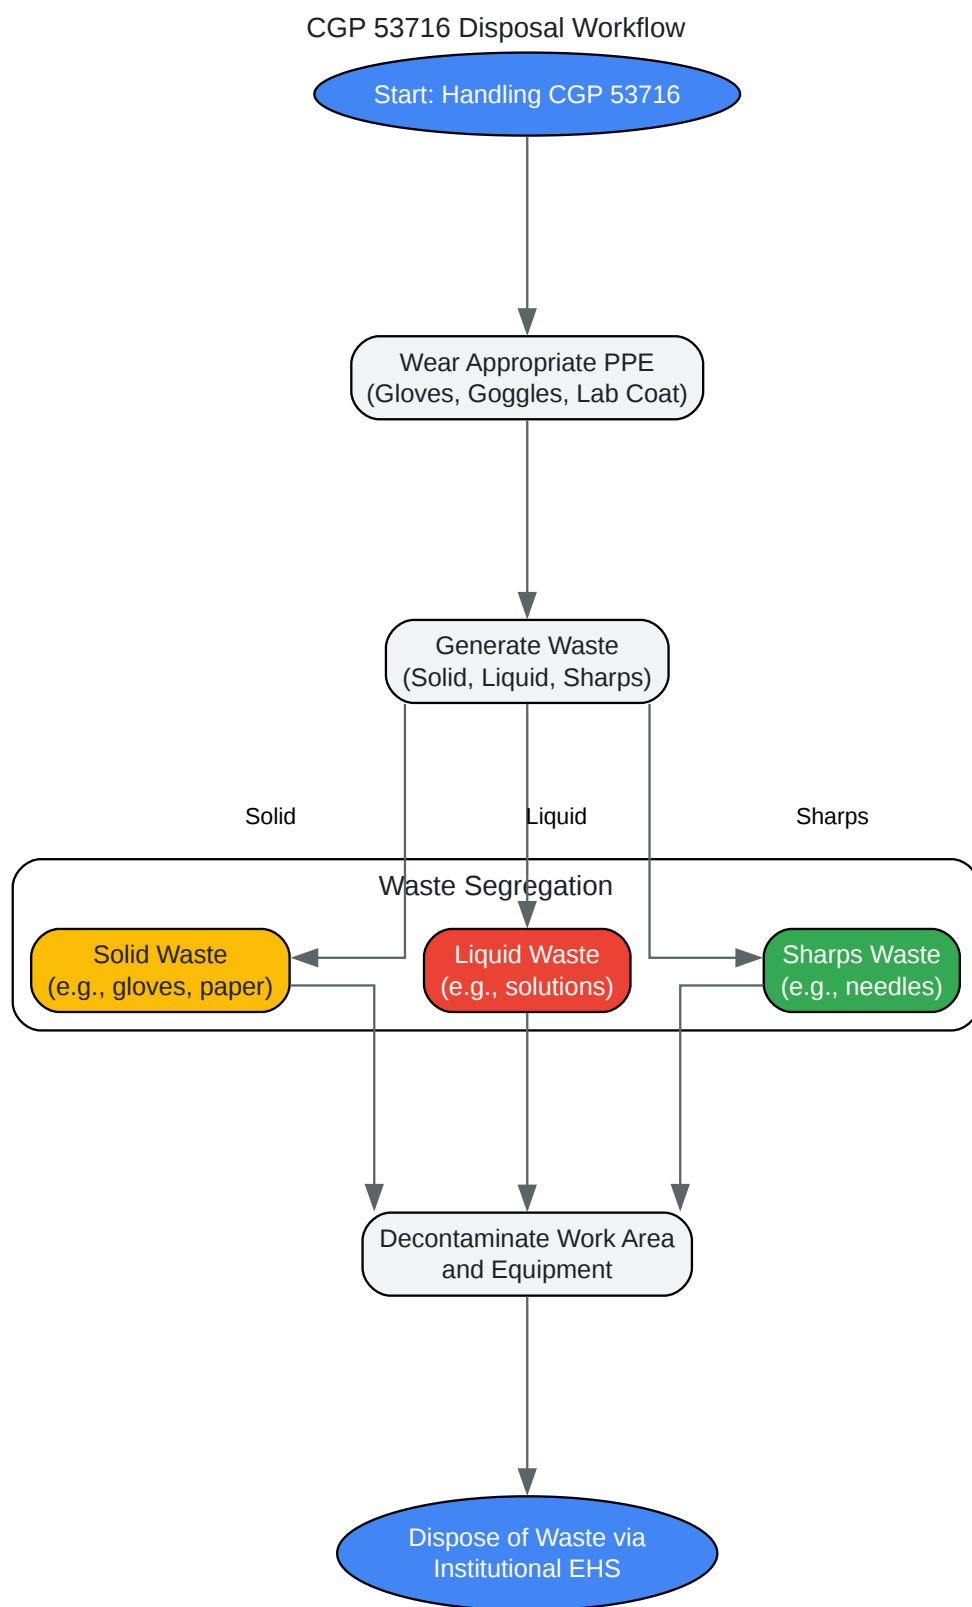 CGP 53716 Disposal Workflow
Start: Handling CGP 53716
Wear Appropriate PPE
(Gloves, Goggles, Lab Coat)
Generate Waste
(Solid, Liquid, Sharps)
Solid
Liquid
Sharps
Waste Segregation
Solid Waste
(e.g., gloves, paper)
Liquid Waste
(e.g., solutions)
Sharps Waste
(e.g., needles)
Decontaminate Work Area
and Equipment
Dispose of Waste via
Institutional EHS